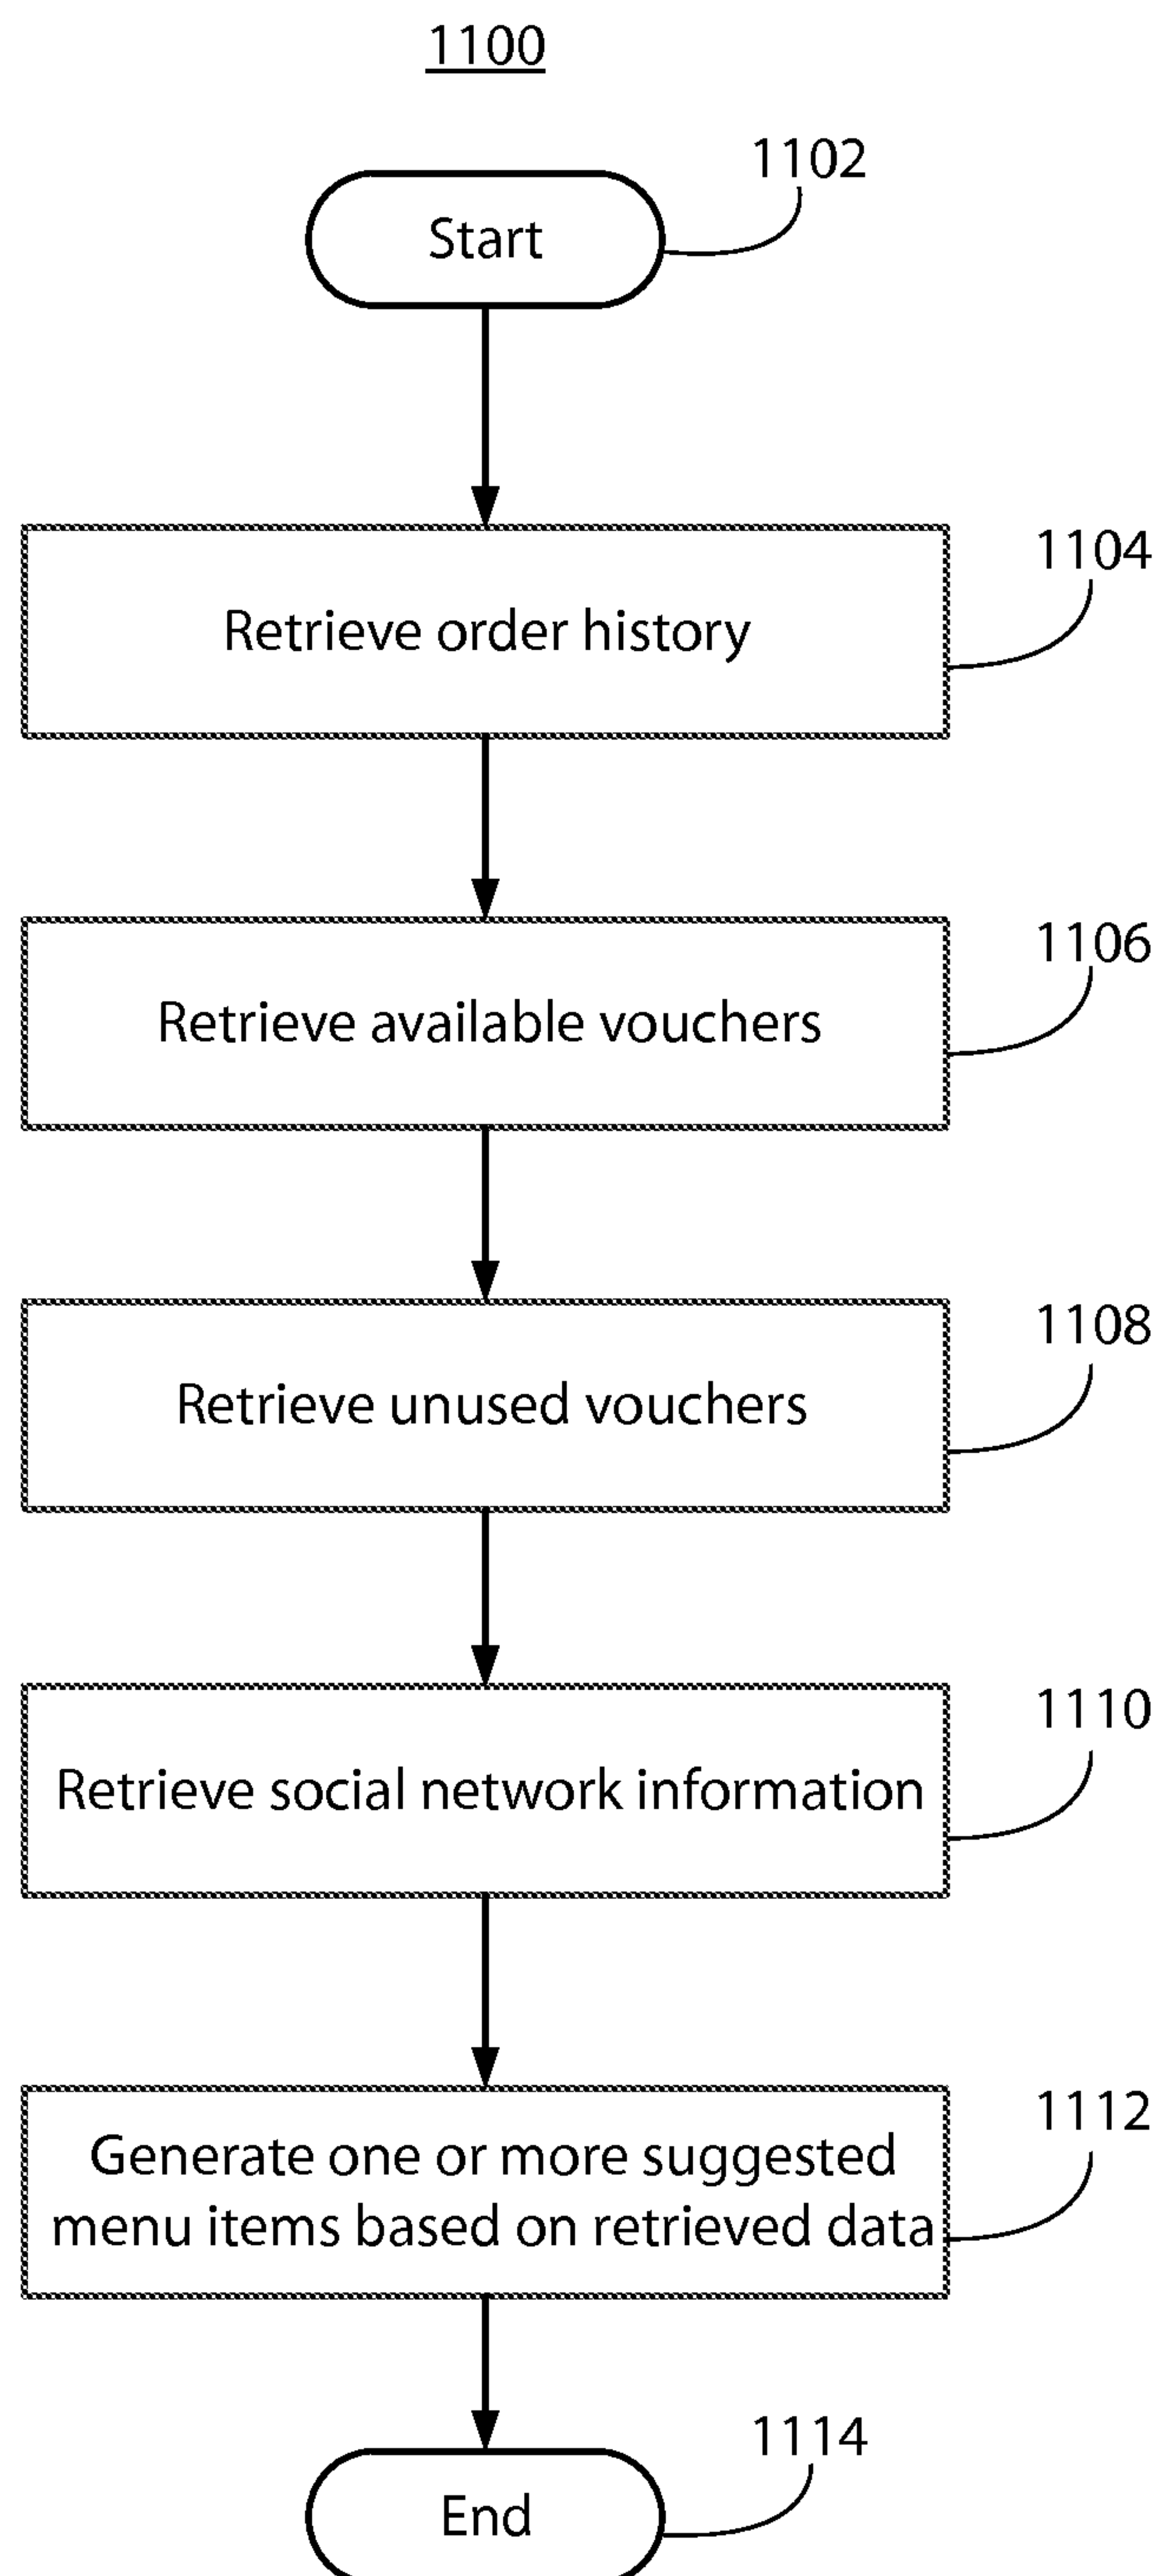 1100
1102
Start
1104
Retrieve order history
1106
Retrieve available vouchers
1108
Retrieve unused vouchers
1110
Retrieve social network information
1112
Generate one or more suggested
menu items based on retrieved data
1114
End